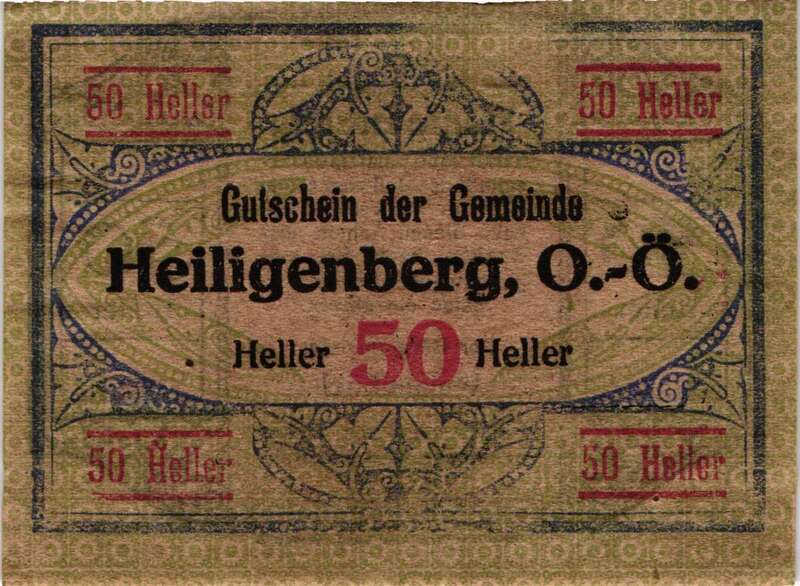 50 Heller 50 Heller
Gutschein der Gemeinde
Heiligenberg, O.-Ö.
Heller 50 Heller
50 Heller 50 Heller